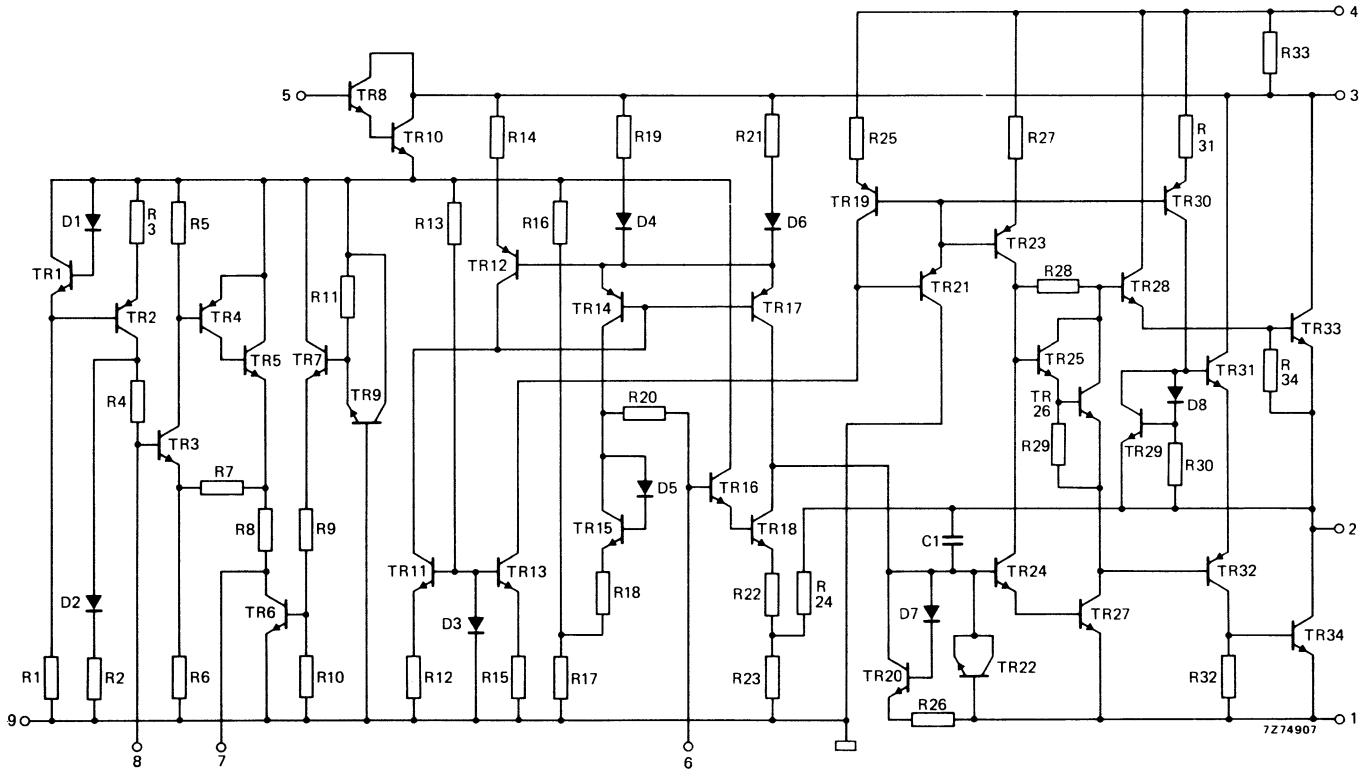 4
R33
5
TR8
3
TR10
R14
R19
R21
R25
R27
R
31
D1
R
3
R5
R13
R16
D4
D6
TR19
TR30
TR1
TR12
TR23
R11
R28
TR2
TR4
TR14
TR17
TR21
TR28
TR33
TR5
TR7
TR9
TR25
TR31
R
34
R4
R20
TR
26
D8
TR3
R29
TR29
R30
R7
D5
TR16
R8
R9
TR15
TR18
C1
2
TR11
TR13
R18
R22
R
24
TR24
TR32
D2
TR6
D3
D7
TR27
TR34
R1
R2
R6
R10
R12
R15
R17
R23
TR20
TR22
R32
R26
9
1
7Z74907
8
7
6